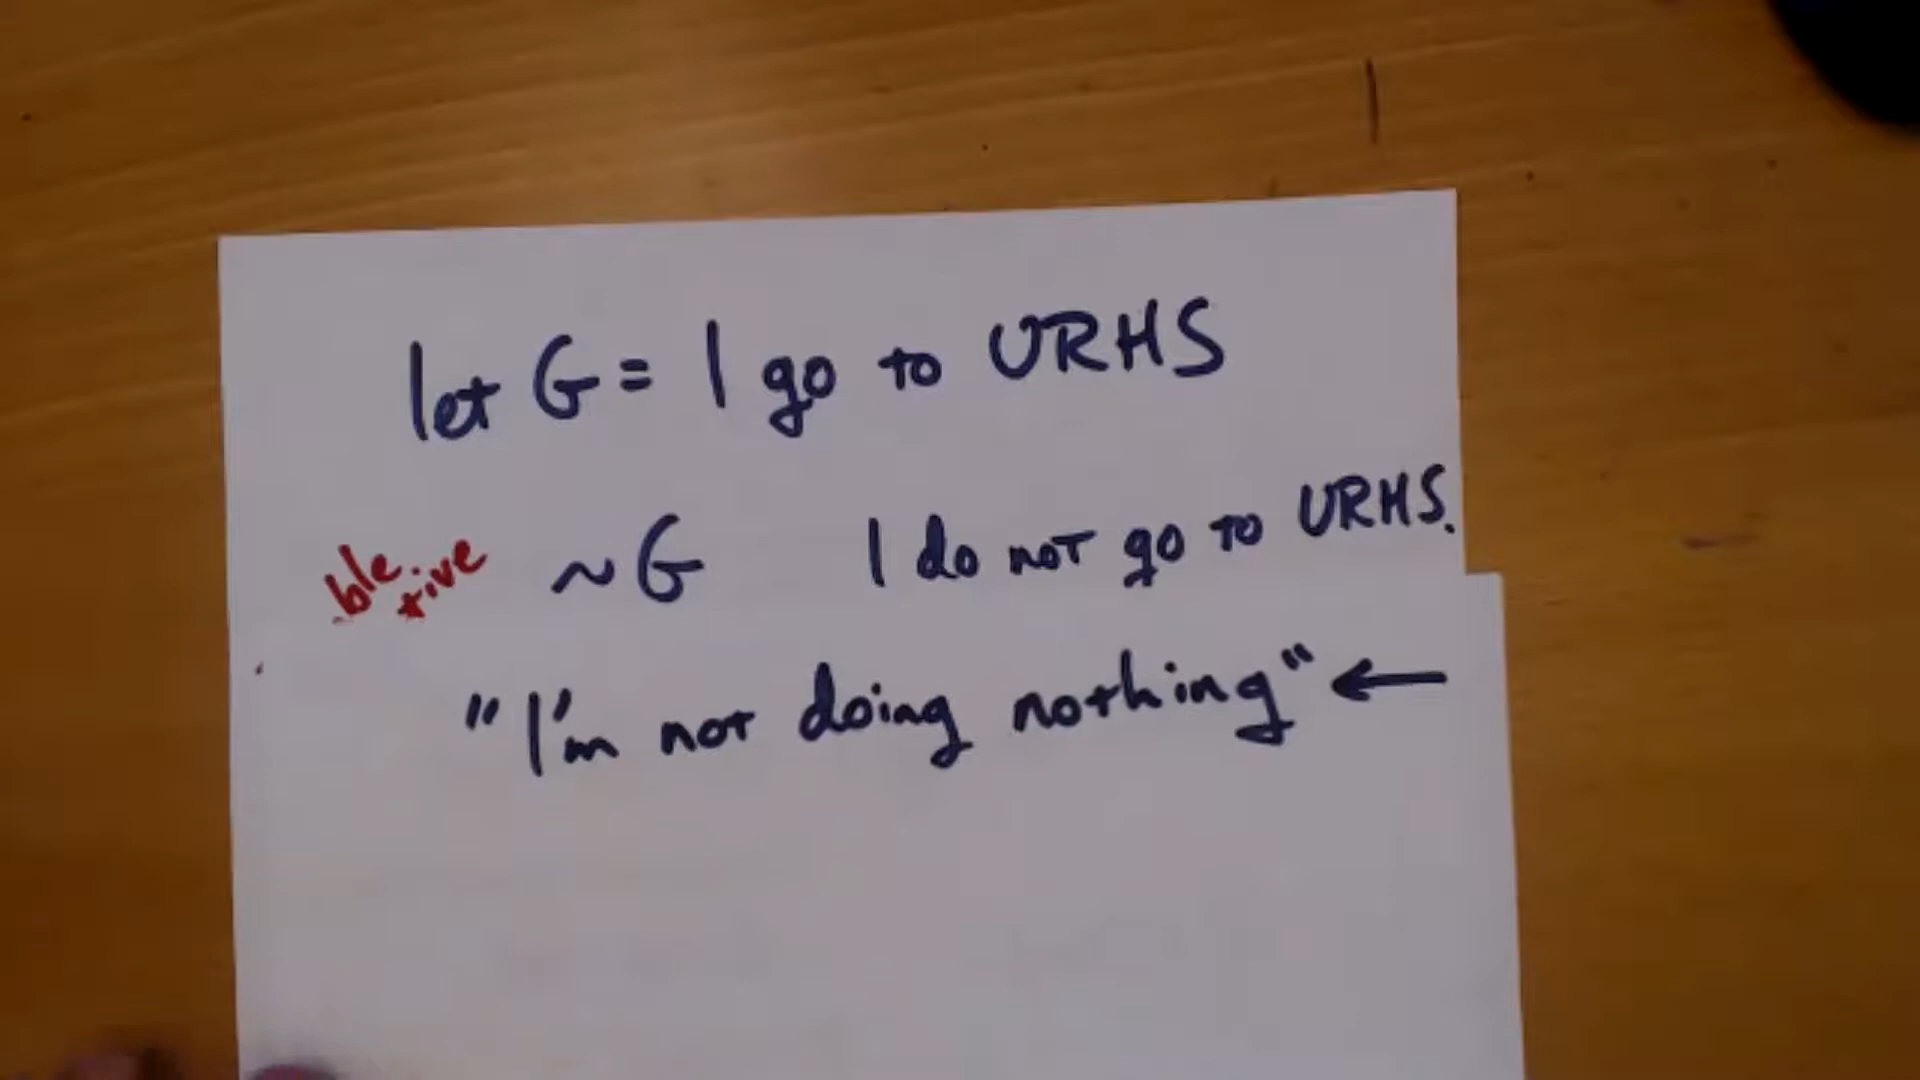 let G = I go to URHS
ble
tive
~G I do not go to URHS.
"I'm not doing nothing" ←